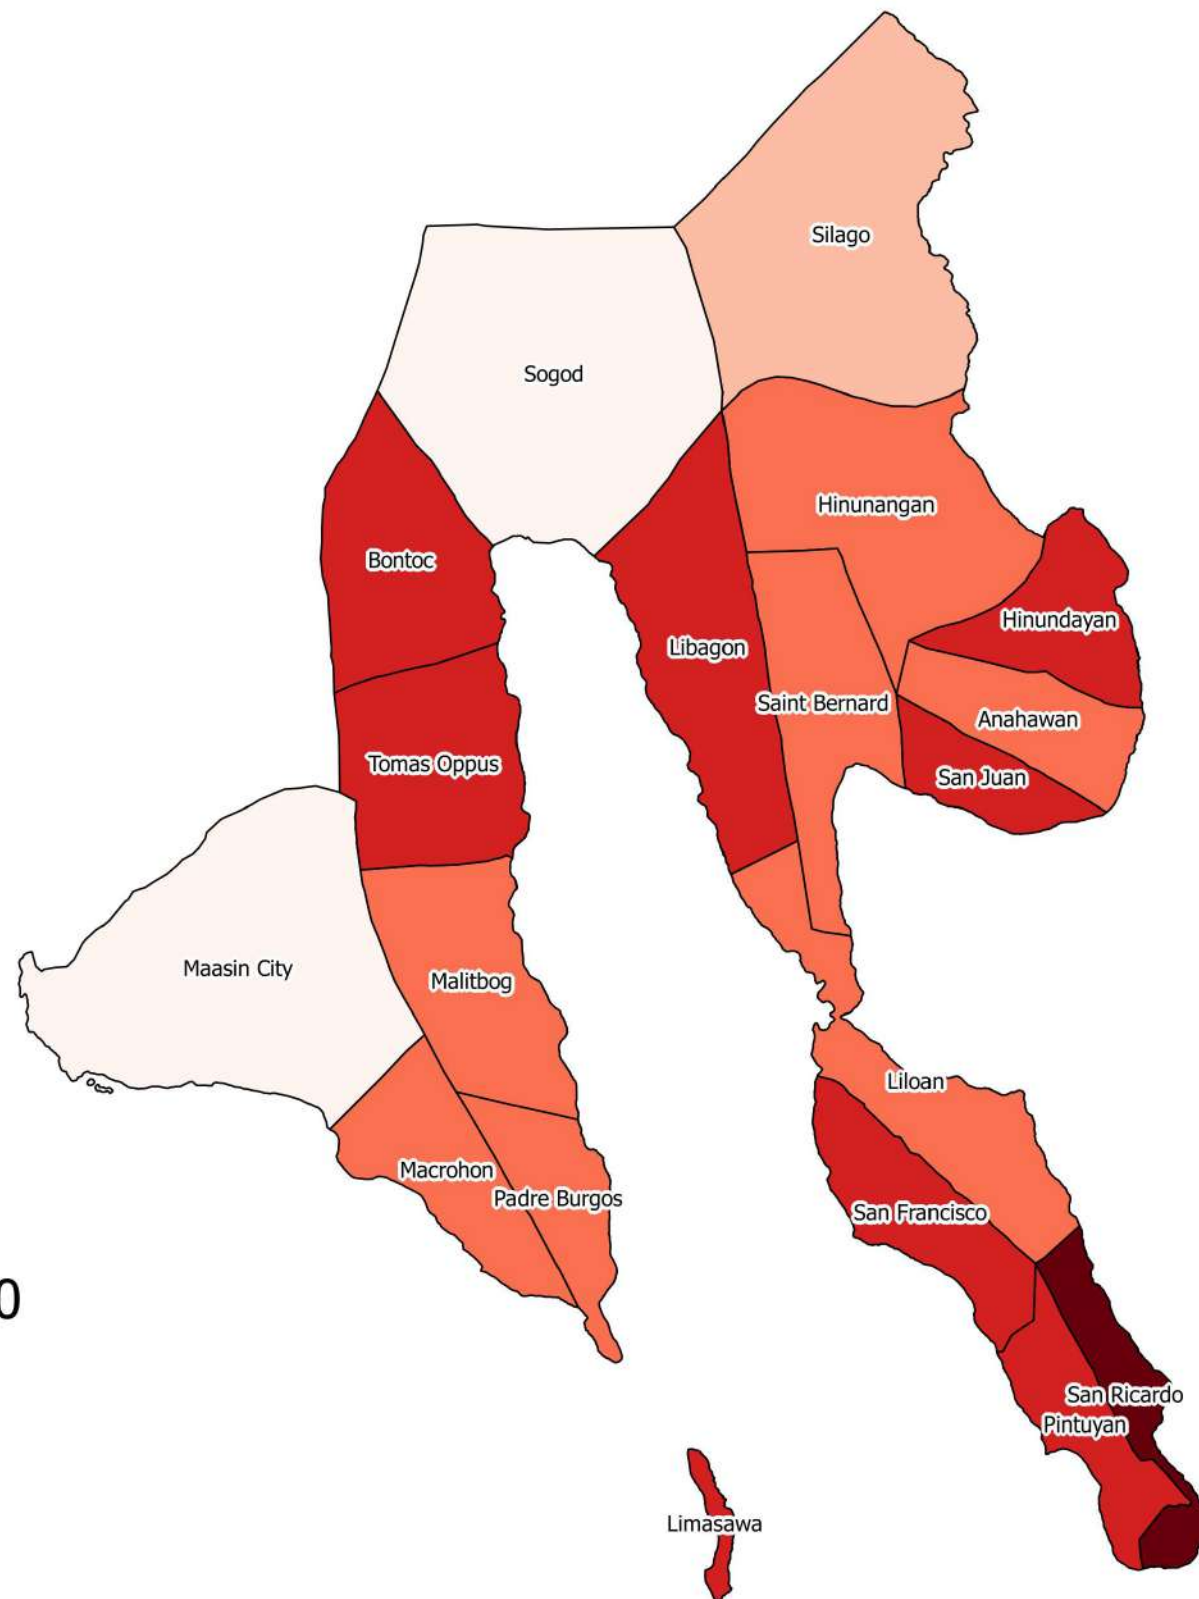 Silago
Sogod
Hinunangan
Bontoc
Hinundayan
Libagon
Saint Bernard
Anahawan
Tomas Oppus
San Juan
Maasin City
Malitbog
Liloan
Macrohon
Padre Burgos
San Francisco
0
San Ricardo
Pintuyan
Limasawa